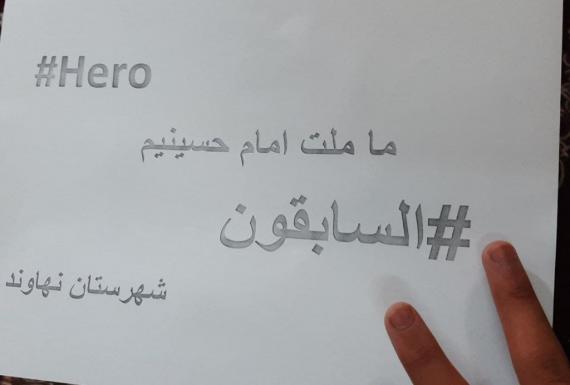 #Hero
ما ملت امام حسینیم
#السابقون
شهرستان نهاوند